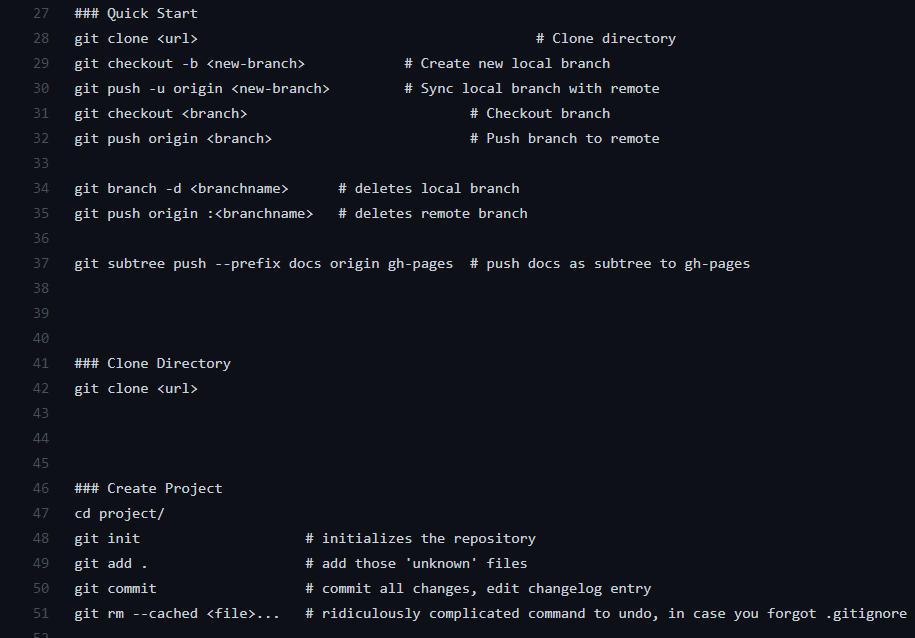 27 ### Quick Start
28 git clone <url> # Clone directory
29 git checkout -b <new-branch> # Create new local branch
30 git push -u origin <new-branch> # Sync local branch with remote
31 git checkout <branch> # Checkout branch
32 git push origin <branch> # Push branch to remote
33
34 git branch -d <branchname> # deletes local branch
35 git push origin :<branchname> # deletes remote branch
36
37 git subtree push --prefix docs origin gh-pages # push docs as subtree to gh-pages
38
39
40
41 ### Clone Directory
42 git clone <url>
43
44
45
46 ### Create Project
47 cd project/
48 git init # initializes the repository
49 git add . # add those 'unknown' files
50 git commit # commit all changes, edit changelog entry
51 git rm --cached <file>... # ridiculously complicated command to undo, in case you forgot .gitignore
52